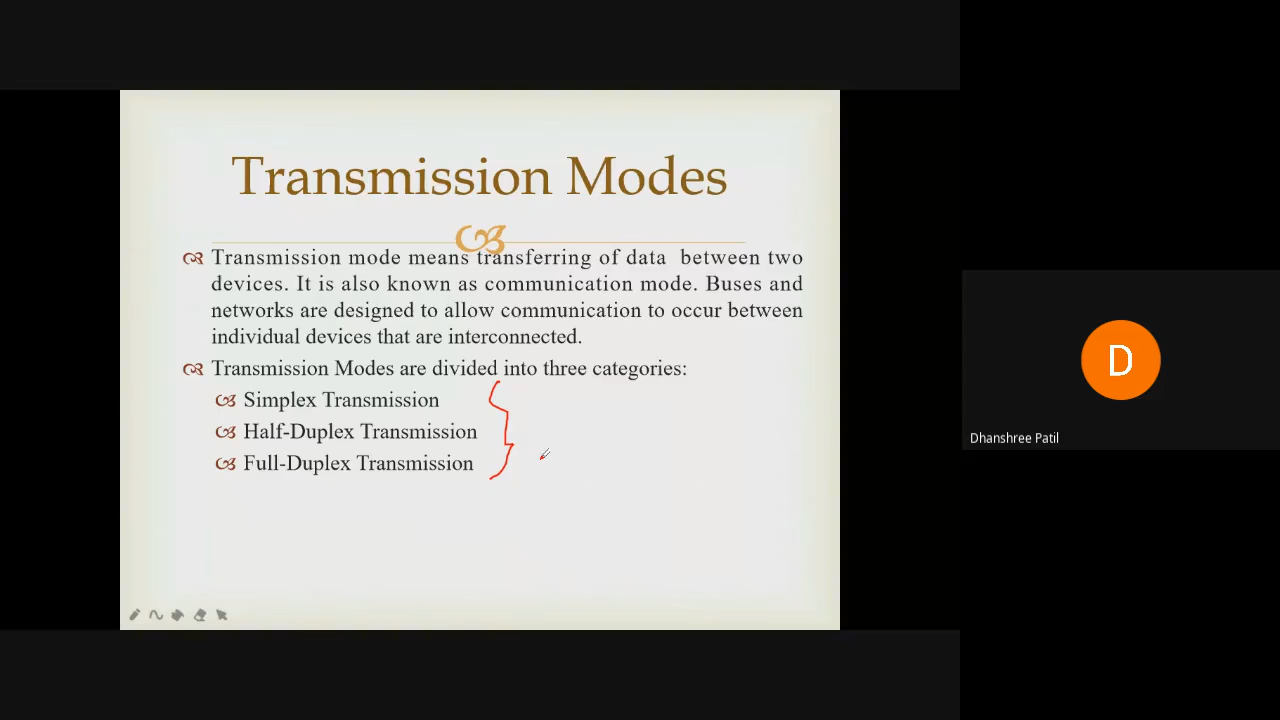 Transmission Modes
Transmission mode means transferring of data between two
devices. It is also known as communication mode. Buses and
networks are designed to allow communication to occur between
individual devices that are interconnected.
Transmission Modes are divided into three categories:
Simplex Transmission
Half-Duplex Transmission
Full-Duplex Transmission
D
Dhanshree Patil